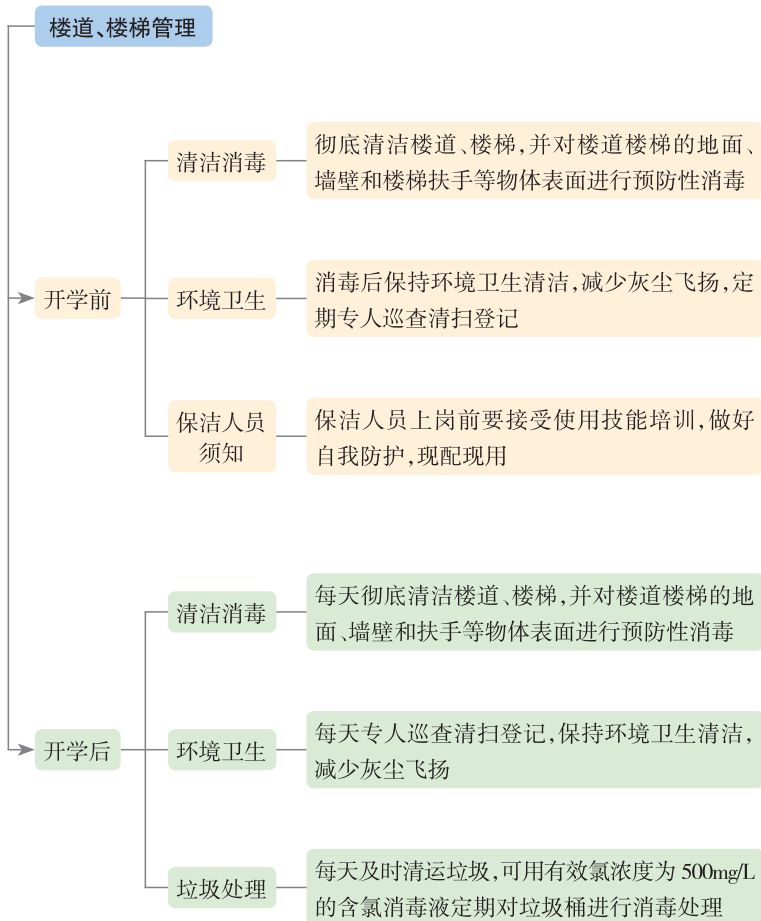 楼道、楼梯管理
开学前
清洁消毒
彻底清洁楼道、楼梯,并对楼道楼梯的地面、
墙壁和楼梯扶手等物体表面进行预防性消毒
环境卫生
消毒后保持环境卫生清洁,减少灰尘飞扬,定
期专人巡查清扫登记
保洁人员
须知
保洁人员上岗前要接受使用技能培训,做好
自我防护,现配现用
开学后
清洁消毒
每天彻底清洁楼道、楼梯,并对楼道楼梯的地
面、墙壁和扶手等物体表面进行预防性消毒
环境卫生
每天专人巡查清扫登记,保持环境卫生清洁,
减少灰尘飞扬
垃圾处理
每天及时清运垃圾,可用有效氯浓度为 500mg/L
的含氯消毒液定期对垃圾桶进行消毒处理